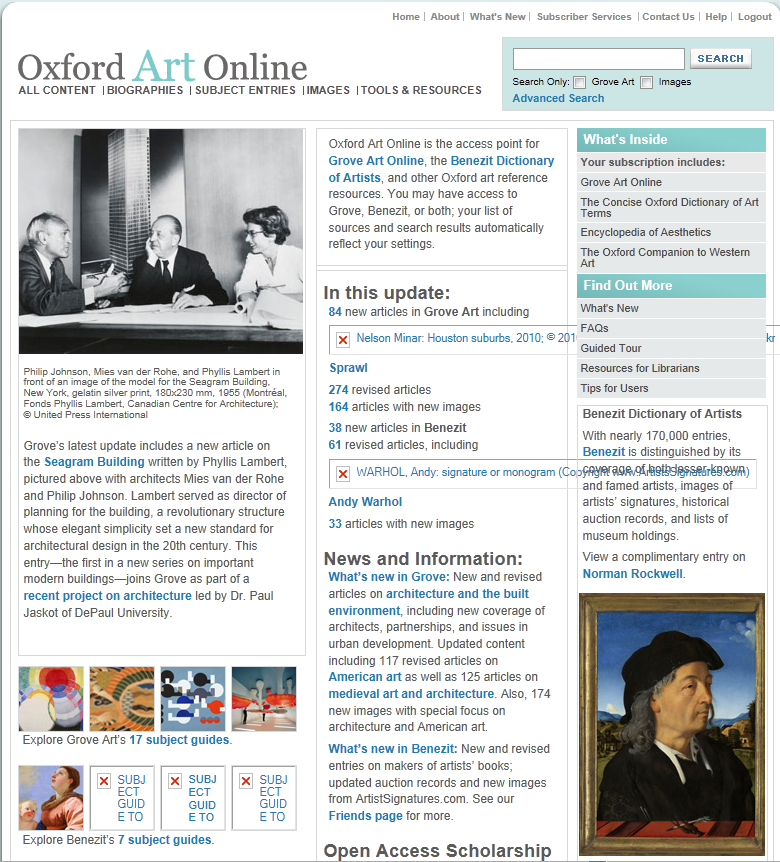 Home | About | What's New | Subscriber Services | Contact Us | Help | Logout
Oxford Art Online
ALL CONTENT | BIOGRAPHIES | SUBJECT ENTRIES | IMAGES | TOOLS & RESOURCES
SEARCH
Search Only: Grove Art Images
Advanced Search
Philip Johnson, Mies van der Rohe, and Phyllis Lambert in
front of an image of the model for the Seagram Building,
New York, gelatin silver print, 180x230 mm, 1955 (Montréal,
Fonds Phyllis Lambert, Canadian Centre for Architecture);
© United Press International
Grove's latest update includes a new article on
the Seagram Building written by Phyllis Lambert,
pictured above with architects Mies van der Rohe
and Philip Johnson. Lambert served as director of
planning for the building, a revolutionary structure
whose elegant simplicity set a new standard for
architectural design in the 20th century. This
entry—the first in a new series on important
modern buildings—joins Grove as part of a
recent project on architecture led by Dr. Paul
Jaskot of DePaul University.
Explore Grove Art's 17 subject guides.
SUBJ
ECT
GUID
E TO
SUBJ
ECT
GUID
E TO
SUBJ
ECT
GUID
E TO
Explore Benezit's 7 subject guides.
Oxford Art Online is the access point for
Grove Art Online, the Benezit Dictionary
of Artists, and other Oxford art reference
resources. You may have access to
Grove, Benezit, or both; your list of
sources and search results automatically
reflect your settings.
In this update:
84 new articles in Grove Art including
Nelson Minar: Houston suburbs, 2010; ©
Sprawl
274 revised articles
164 articles with new images
38 new articles in Benezit
61 revised articles, including
WARHOL, Andy: signature or monogram (Copyright www.ArtistsSignatures.com)
Andy Warhol
33 articles with new images
News and Information:
What's new in Grove: New and revised
articles on architecture and the built
environment, including new coverage of
architects, partnerships, and issues in
urban development. Updated content
including 117 revised articles on
American art as well as 125 articles on
medieval art and architecture. Also, 174
new images with special focus on
architecture and American art.
What's new in Benezit: New and revised
entries on makers of artists' books;
updated auction records and new images
from ArtistSignatures.com. See our
Friends page for more.
Open Access Scholarship
What's Inside
Your subscription includes:
Grove Art Online
The Concise Oxford Dictionary of Art
Terms
Encyclopedia of Aesthetics
The Oxford Companion to Western
Art
Find Out More
What's New
FAQs
Guided Tour
Resources for Librarians
Tips for Users
Benezit Dictionary of Artists
With nearly 170,000 entries,
Benezit is distinguished by its
coverage of both lesser-known
and famed artists, images of
artists' signatures, historical
auction records, and lists of
museum holdings.
View a complimentary entry on
Norman Rockwell.